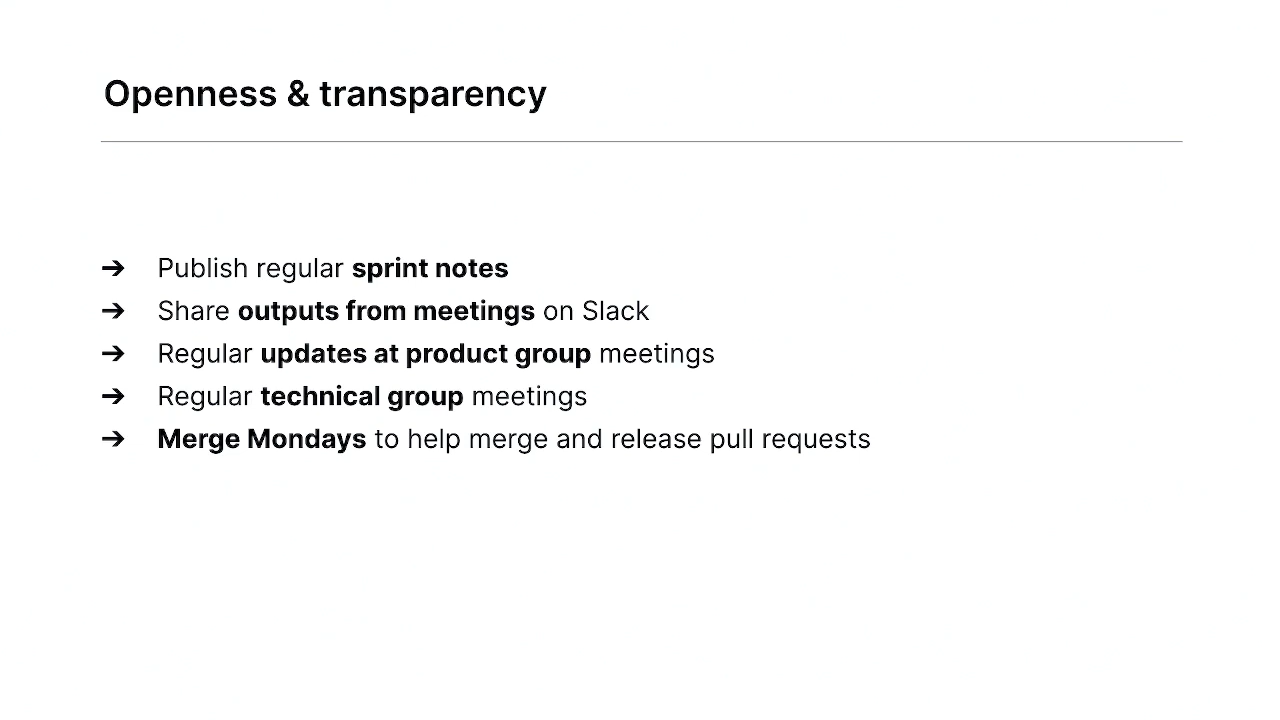 Openness & transparency
➔ Publish regular sprint notes
➔ Share outputs from meetings on Slack
➔ Regular updates at product group meetings
➔ Regular technical group meetings
➔ Merge Mondays to help merge and release pull requests